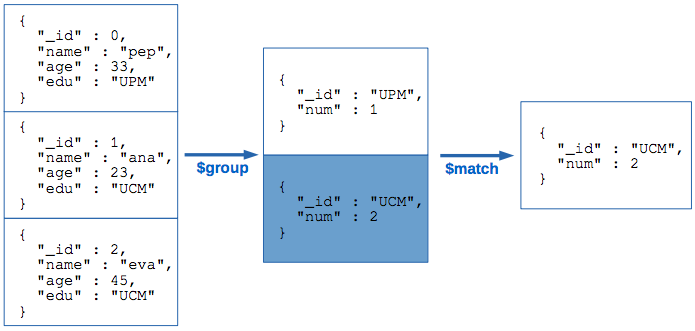 {
"_id" : 0,
"name" : "pep",
"age" : 33,
"edu" : "UPM"
}
{
"_id" : 1,
"name" : "ana",
"age" : 23,
"edu" : "UCM"
}
{
"_id" : 2,
"name" : "eva",
"age" : 45,
"edu" : "UCM"
}
$group
{
"_id" : "UPM",
"num" : 1
}
{
"_id" : "UCM",
"num" : 2
}
$match
{
"_id" : "UCM",
"num" : 2
}